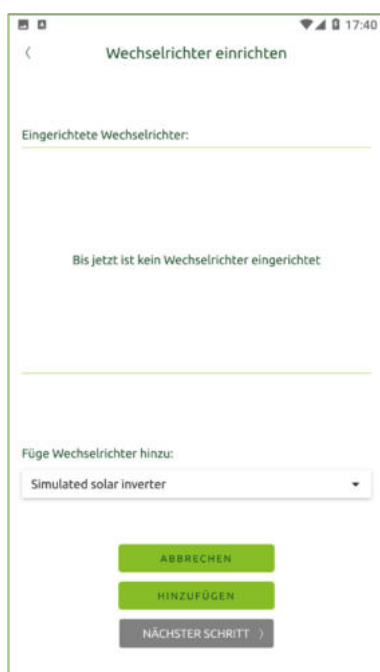 17:40
Wechselrichter einrichten
Eingerichtete Wechselrichter:
Bis jetzt ist kein Wechselrichter eingerichtet
Füge Wechselrichter hinzu:
Simulated solar inverter
ABBRECHEN
HINZUFÜGEN
NÄCHSTER SCHRITT